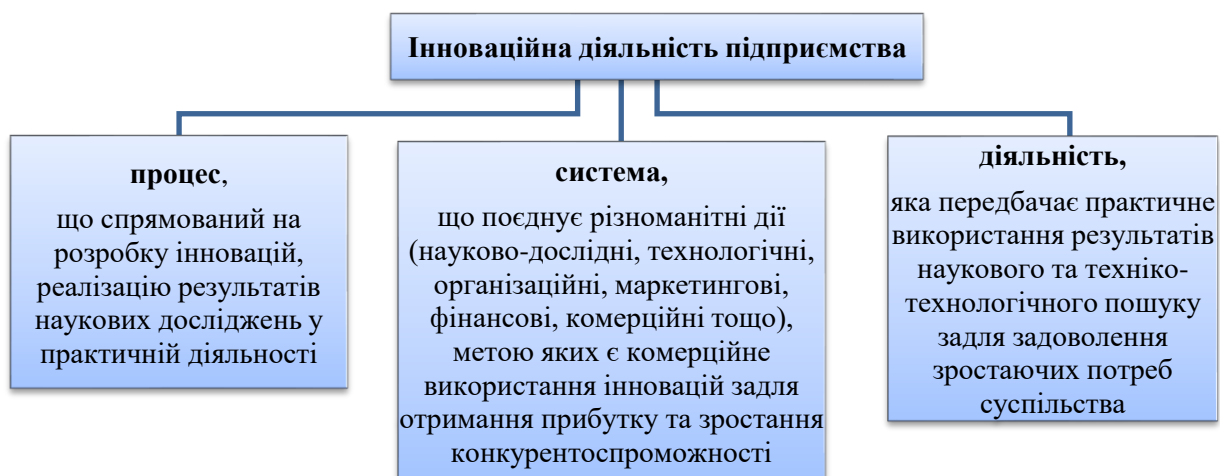 Інноваційна діяльність підприємства
процес,
що спрямований на
розробку інновацій,
реалізацію результатів
наукових досліджень у
практичній діяльності
система,
що поєднує різноманітні дії
(науково-дослідні, технологічні,
організаційні, маркетингові,
фінансові, комерційні тощо),
метою яких є комерційне
використання інновацій задля
отримання прибутку та зростання
конкурентоспроможності
діяльність,
яка передбачає практичне
використання результатів
наукового та техніко-
технологічного пошуку
задля задоволення
зростаючих потреб
суспільства